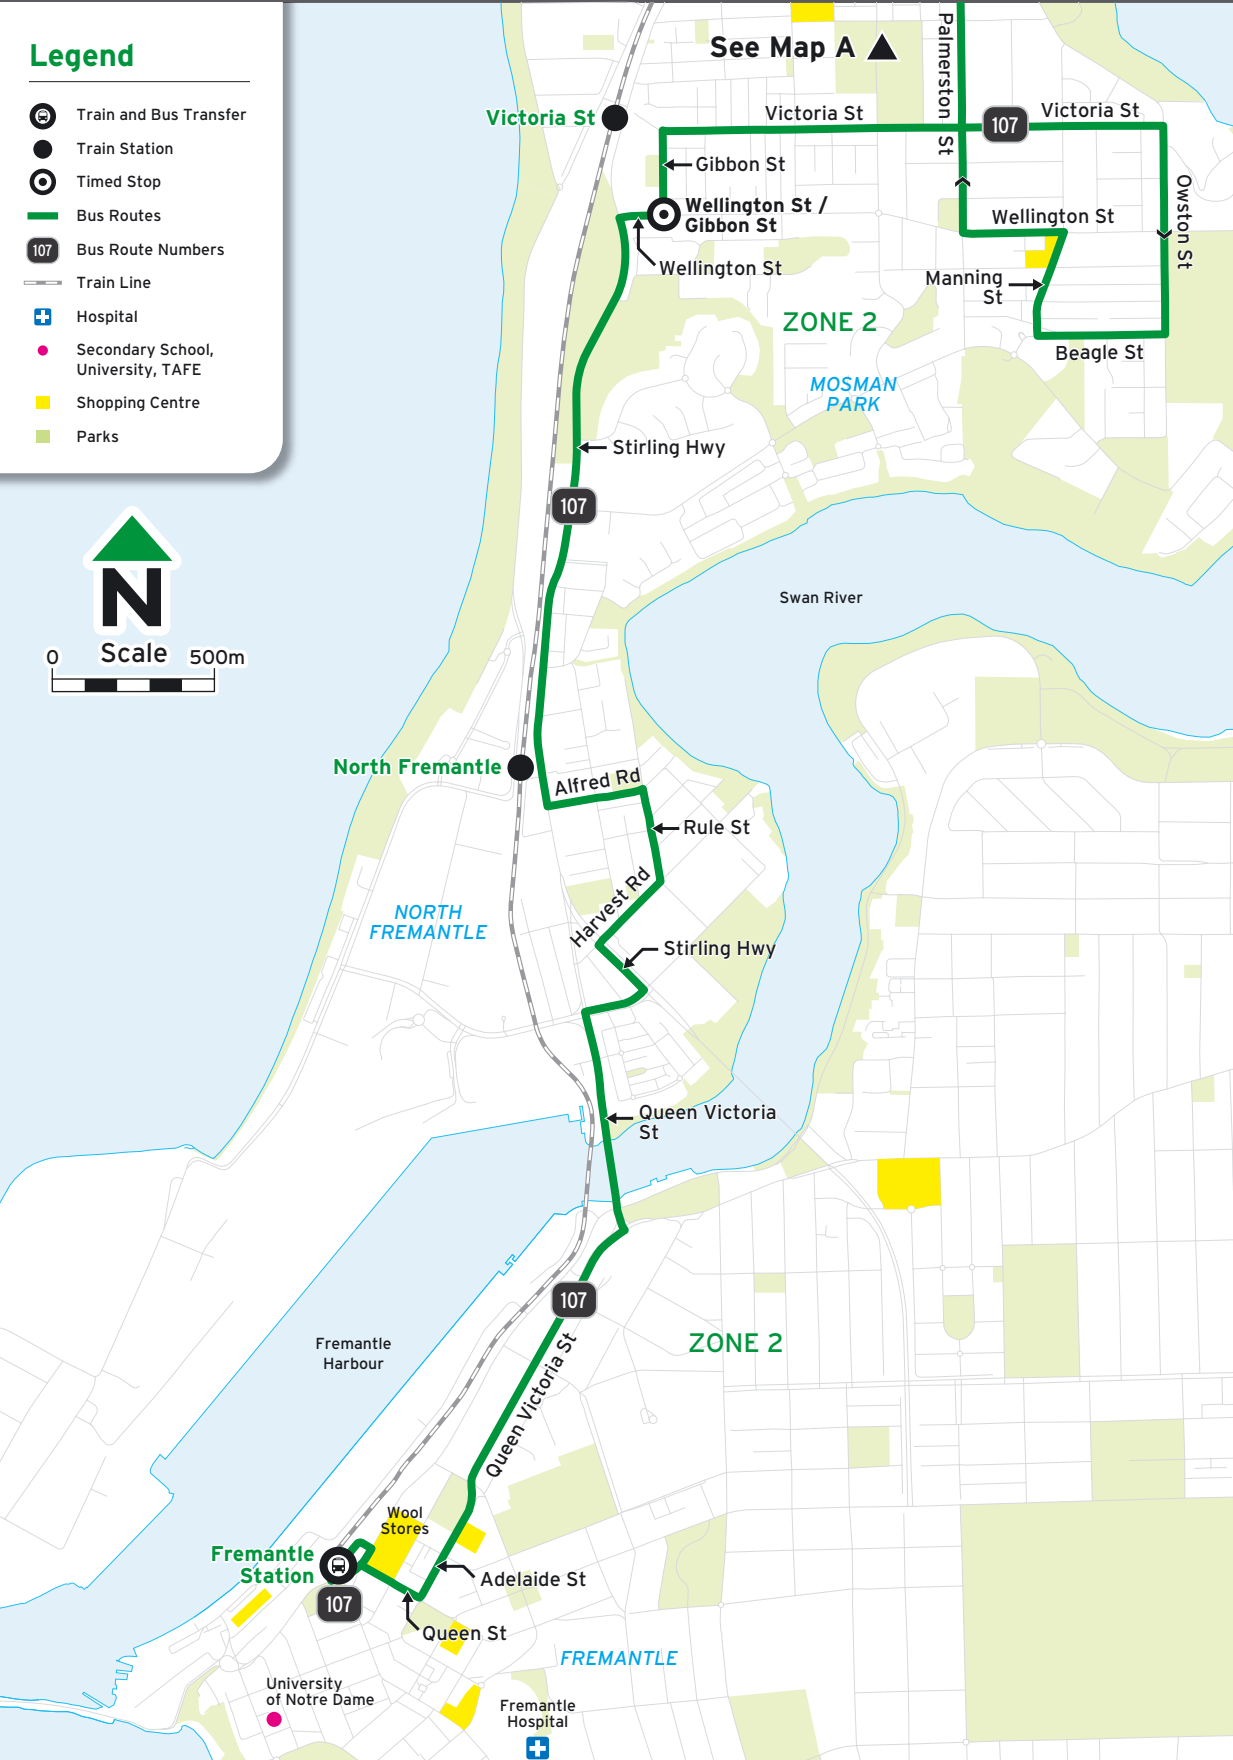 Legend
Train and Bus Transfer
Train Station
Timed Stop
Bus Routes
107
Bus Route Numbers
Train Line
Hospital
Secondary School,
University, TAFE
Shopping Centre
Parks
N
Scale
0
500m
See Map A
Palmerston St
Victoria St
Victoria St
107
Victoria St
Gibbon St
Wellington St /
Gibbon St
Wellington St
Wellington St
Owston St
Manning
St
Beagle St
ZONE 2
MOSMAN
PARK
Stirling Hwy
107
Swan River
North Fremantle
Alfred Rd
Rule St
Harvest Rd
NORTH
FREMANTLE
Stirling Hwy
Queen Victoria
St
107
ZONE 2
Fremantle
Harbour
Queen Victoria St
Wool
Stores
Fremantle
Station
107
Adelaide St
Queen St
FREMANTLE
University
of Notre Dame
Fremantle
Hospital